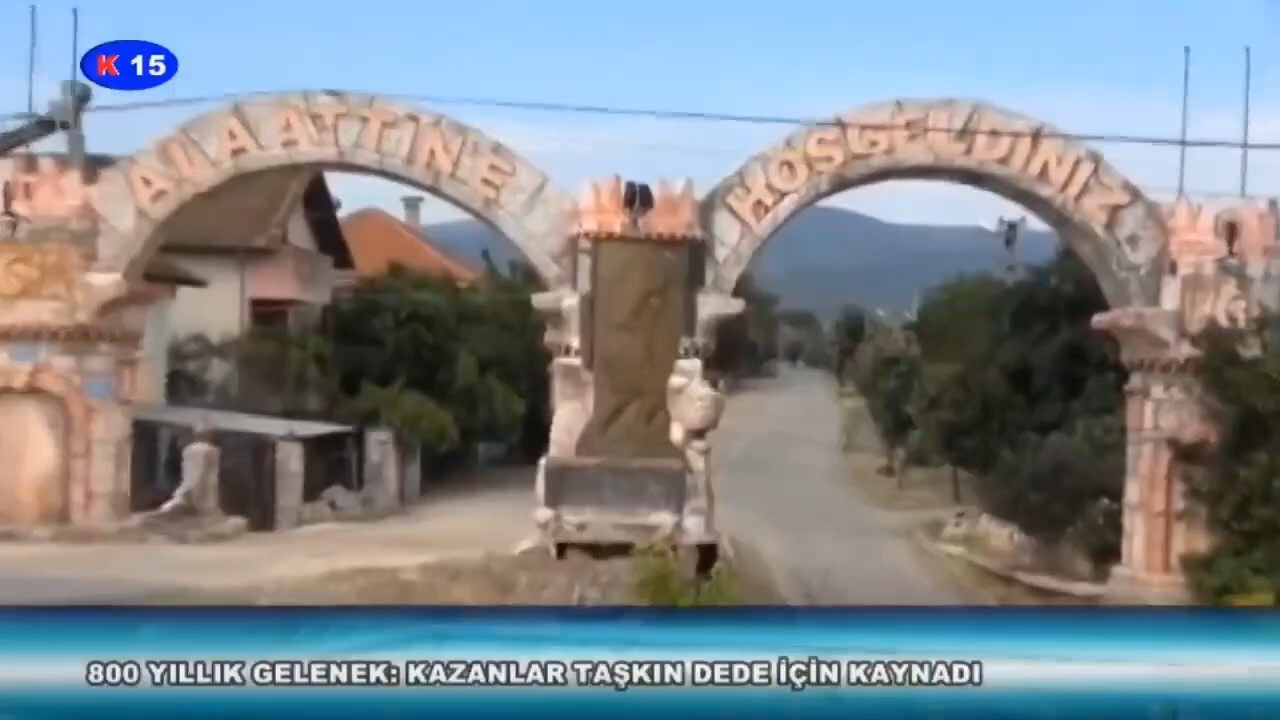 K 15
ALAATTİNE
HOŞGELDİNİZ
800 YILLIK GELENEK: KAZANLAR TAŞKIN DEDE İÇİN KAYNADI